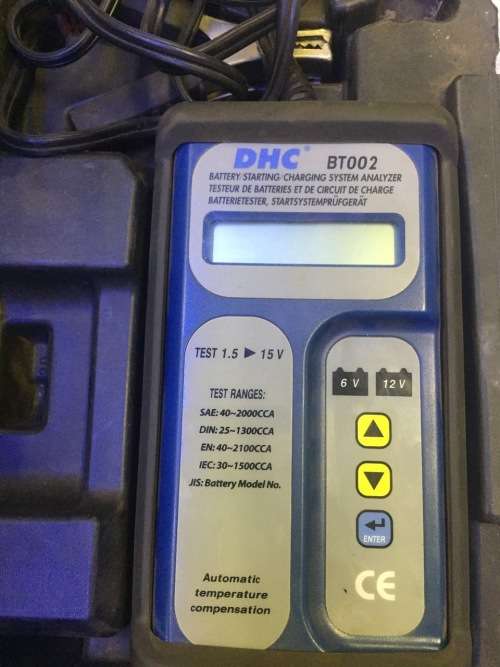 DHC® BT002
BATTERY/STARTING/CHARGING SYSTEM ANALYZER
TESTEUR DE BATTERIES ET DE CIRCUIT DE CHARGE
BATTERIETESTER, STARTSYSTEMPRÜFGERÄT
TEST 1.5 ▶ 15 V
TEST RANGES:
SAE: 40~2000CCA
DIN: 25~1300CCA
EN: 40~2100CCA
IEC: 30~1500CCA
JIS: Battery Model No.
Automatic
temperature
compensation
6 V 12 V
ENTER
CE